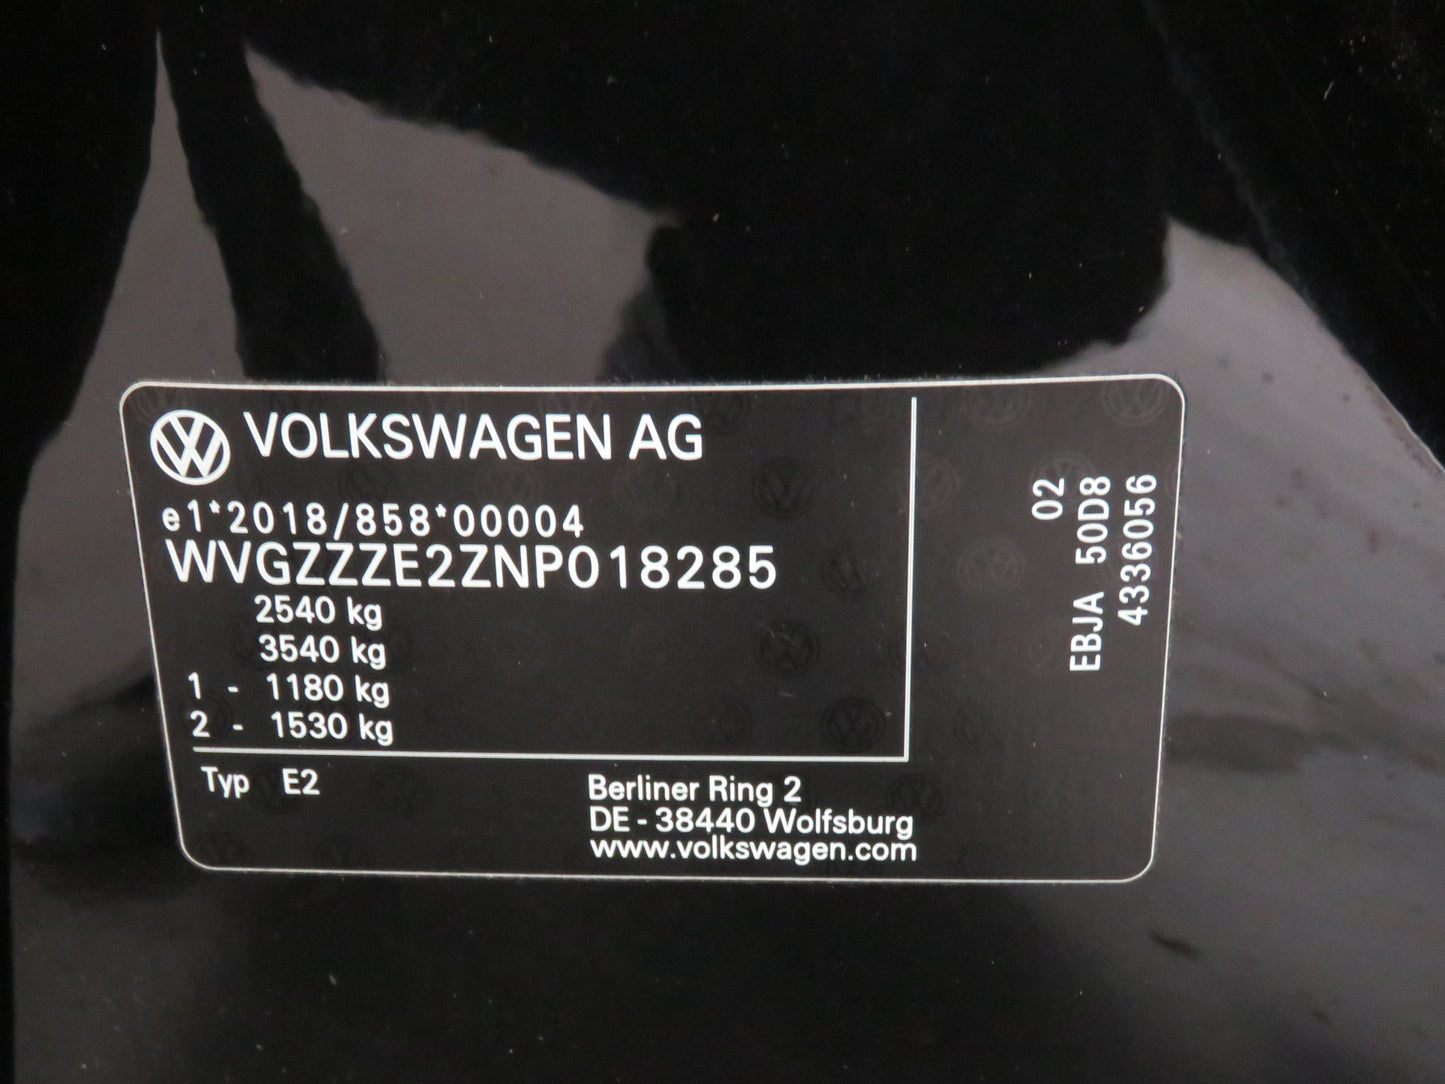 VOLKSWAGEN AG
e1*2018/858*00004
WVGZZZE2ZNP018285
2540 kg
3540 kg
1 - 1180 kg
2 - 1530 kg
Typ E2
Berliner Ring 2
DE - 38440 Wolfsburg
www.volkswagen.com
02
EBJA 50D8
4336056